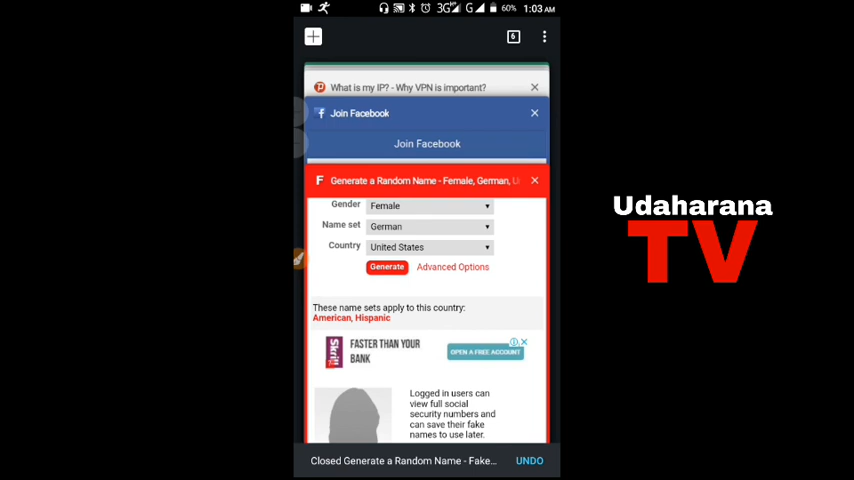 3G G 60% 1:03 AM
6
What is my IP? - Why VPN is important?
f Join Facebook
Join Facebook
F Generate a Random Name - Female, German, U
Gender Female
Name set German
Country United States
Generate Advanced Options
These name sets apply to this country:
American, Hispanic
Skrill FASTER THAN YOUR
BANK
OPEN A FREE ACCOUNT
Logged in users can
view full social
security numbers and
can save their fake
names to use later.
Closed Generate a Random Name - Fake... UNDO
Udaharana
TV